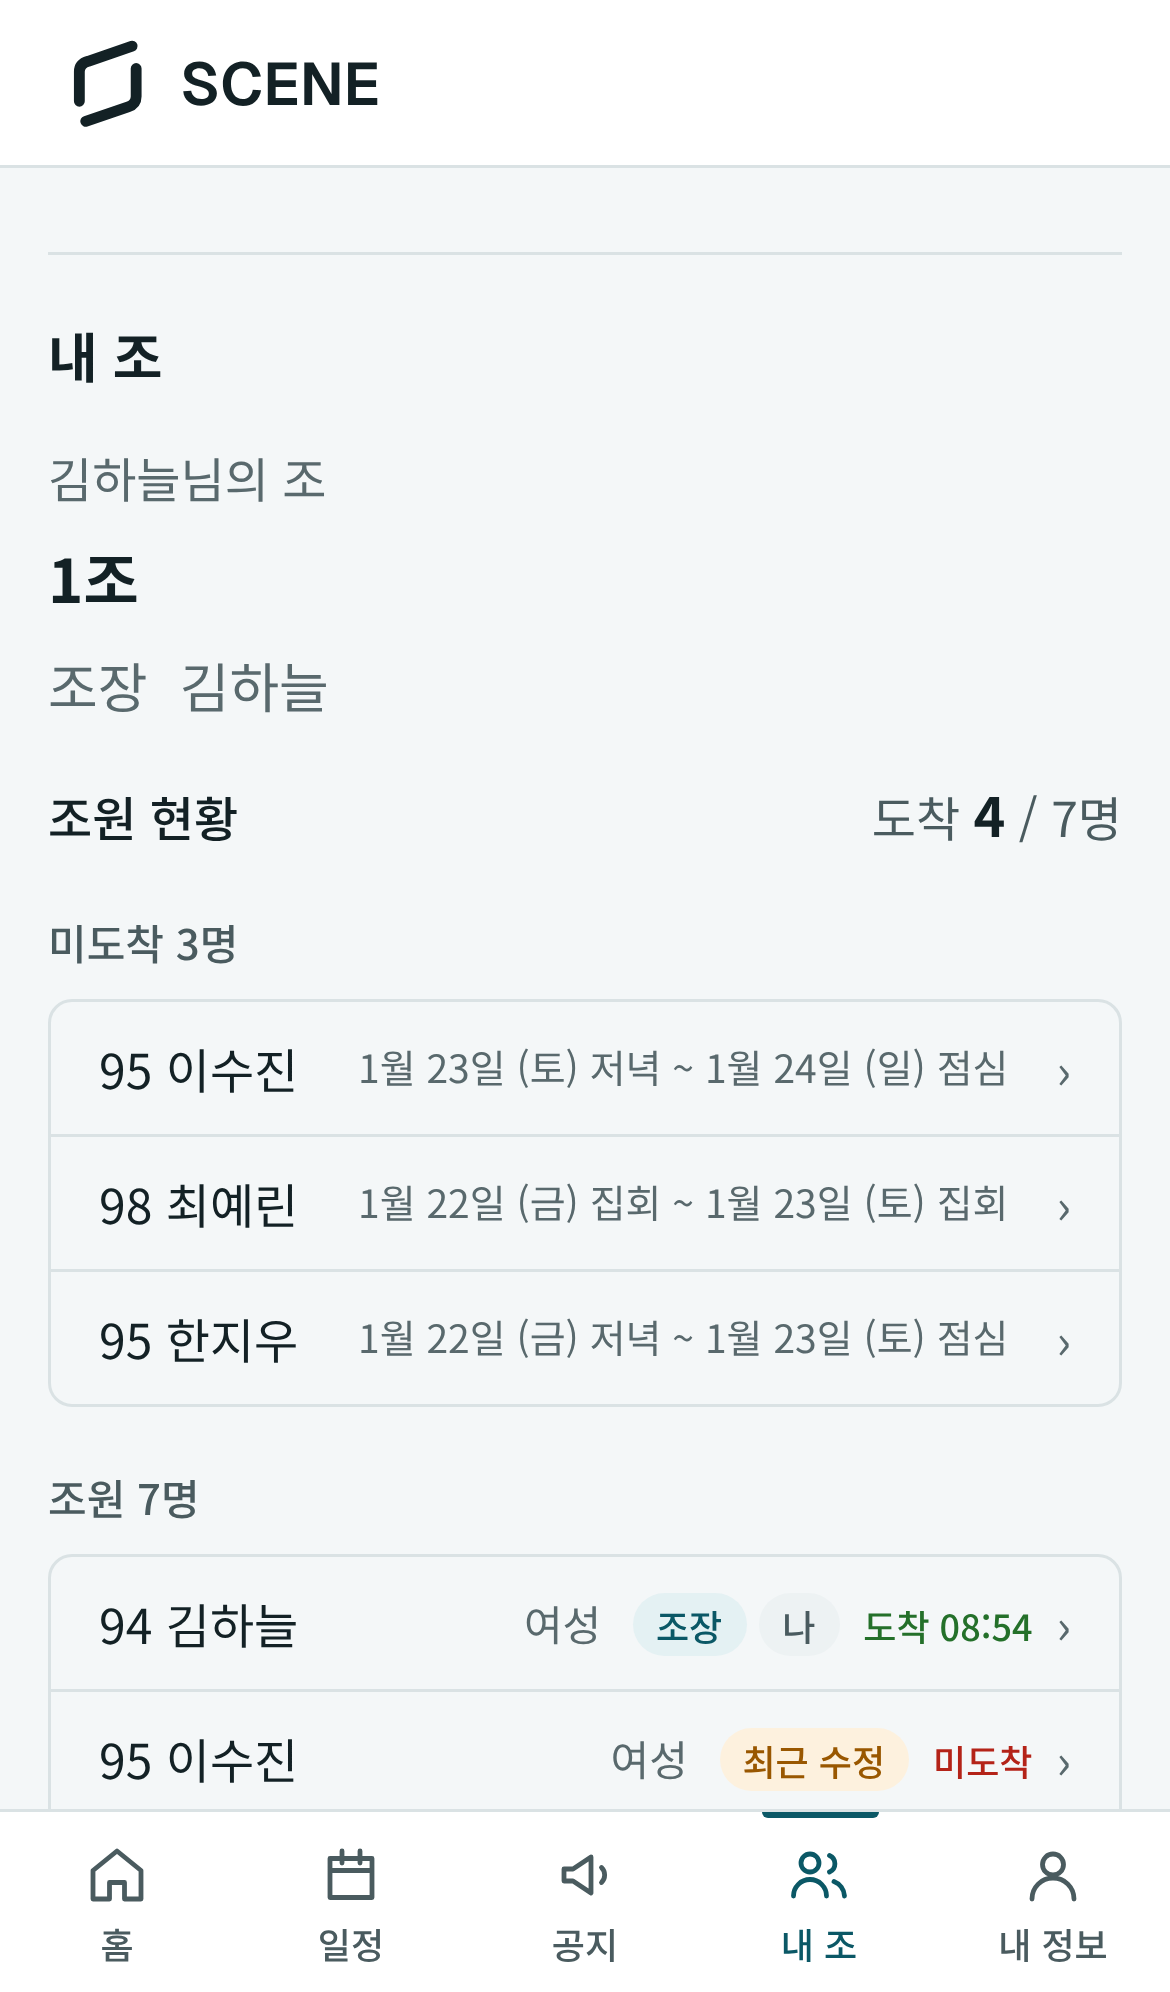 SCENE
내 조
김하늘님의 조
1조
조장 김하늘
조원 현황 도착 4 / 7명
미도착 3명
95 이수진 1월 23일 (토) 저녁 ~ 1월 24일 (일) 점심 ›
98 최예린 1월 22일 (금) 집회 ~ 1월 23일 (토) 집회 ›
95 한지우 1월 22일 (금) 저녁 ~ 1월 23일 (토) 점심 ›
조원 7명
94 김하늘 여성 조장 나 도착 08:54 ›
95 이수진 여성 최근 수정 미도착 ›
홈 일정 공지 내 조 내 정보